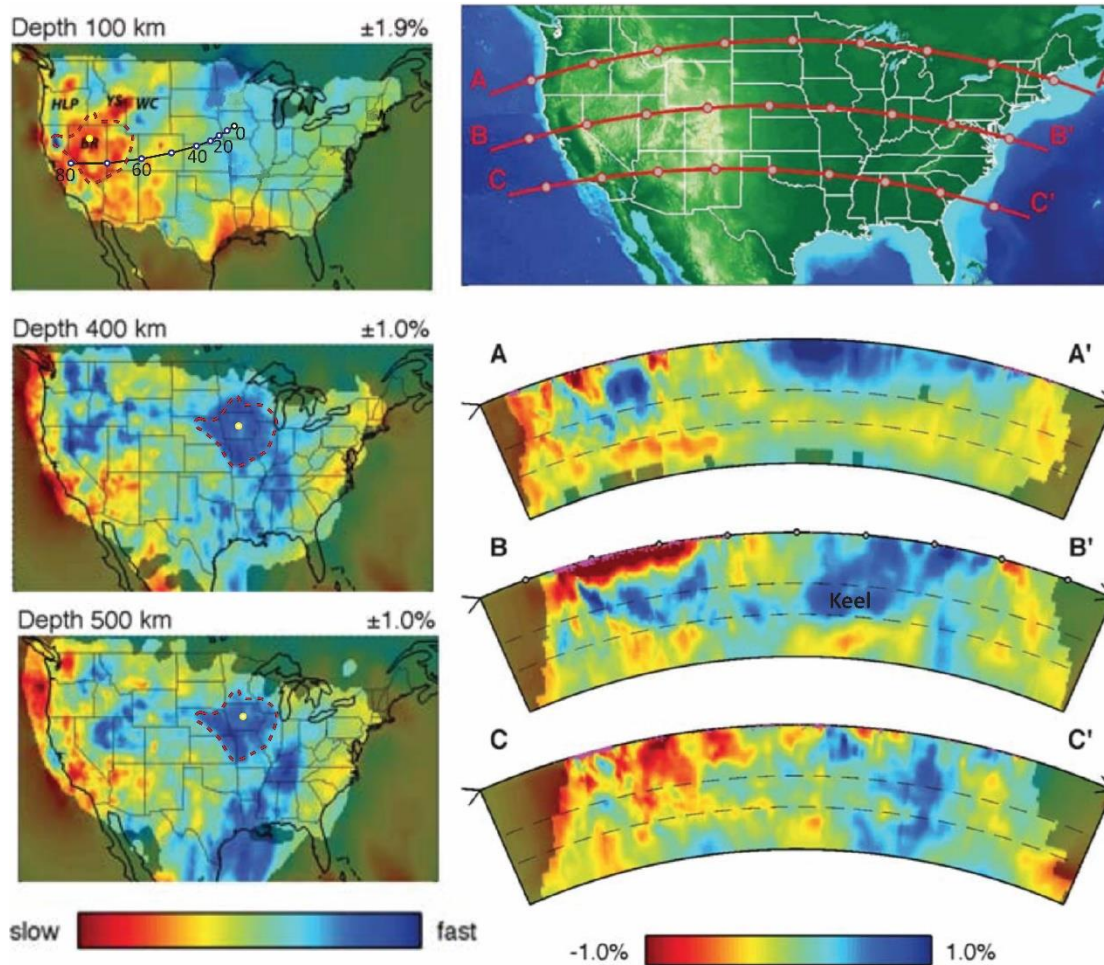 Depth 100 km ±1.9%
HLP YS WC
BR
0
20
40
60
80
A A
B B'
C C'
Depth 400 km ±1.0%
A A'
Depth 500 km ±1.0%
B B'
Keel
C C'
slow fast
-1.0% 1.0%